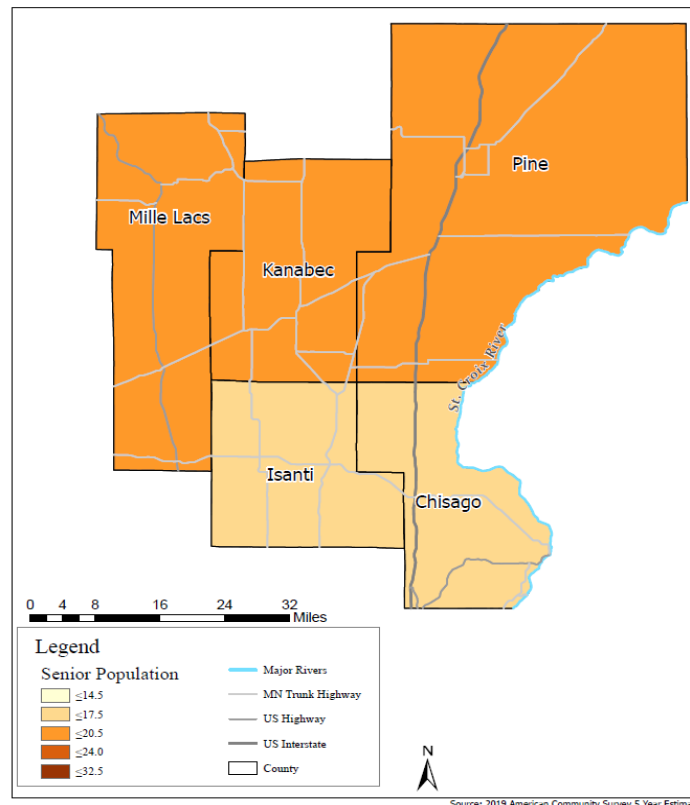 Pine
Mille Lacs
Kanabec
St. Croix River
Isanti
Chisago
0 4 8 16 24 32
Miles
Legend
Senior Population
≤14.5
≤17.5
≤20.5
≤24.0
≤32.5
Major Rivers
MN Trunk Highway
US Highway
US Interstate
County
N
Source: 2019 American Community Survey 5 Year